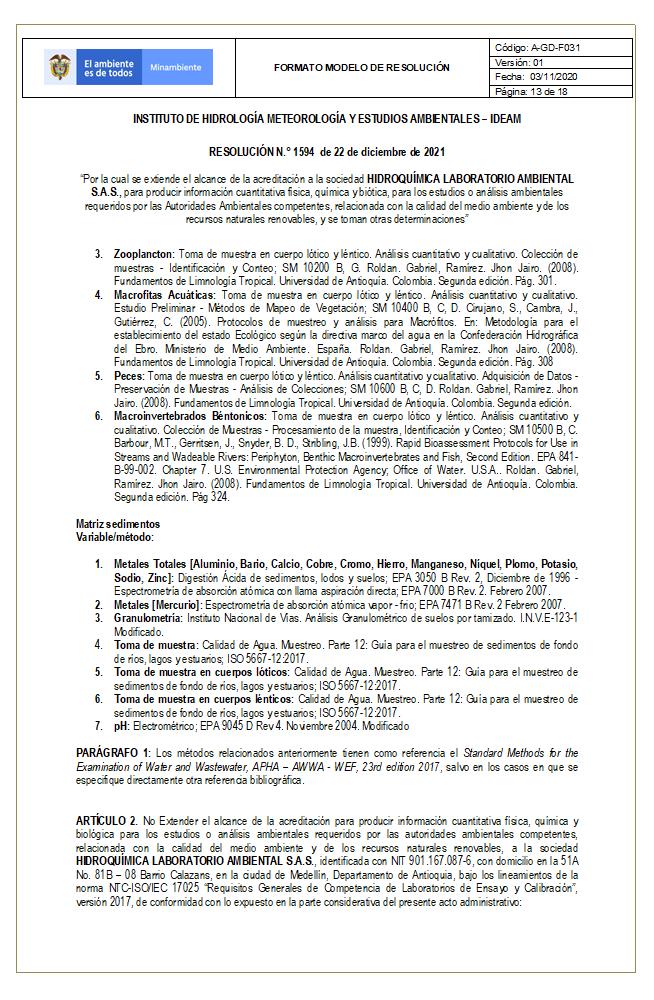 El ambiente
es de todos
Minambiente
FORMATO MODELO DE RESOLUCIÓN
Código: A-GD-F031
Versión: 01
Fecha: 03/11/2020
Página: 13 de 18
INSTITUTO DE HIDROLOGÍA METEOROLOGÍA Y ESTUDIOS AMBIENTALES – IDEAM
RESOLUCIÓN N.° 1594 de 22 de diciembre de 2021
“Por la cual se extiende el alcance de la acreditación a la sociedad HIDROQUÍMICA LABORATORIO AMBIENTAL
S.A.S., para producir información cuantitativa física, química y biótica, para los estudios o análisis ambientales
requeridos por las Autoridades Ambientales competentes, relacionada con la calidad del medio ambiente y de los
recursos naturales renovables, y se toman otras determinaciones”
3. Zooplancton: Toma de muestra en cuerpo lótico y léntico. Análisis cuantitativo y cualitativo. Colección de
muestras - Identificación y Conteo; SM 10200 B, G. Roldan. Gabriel, Ramírez. Jhon Jairo. (2008).
Fundamentos de Limnología Tropical. Universidad de Antioquía. Colombia. Segunda edición. Pág. 301.
4. Macrofitas Acuáticas: Toma de muestra en cuerpo lótico y léntico. Análisis cuantitativo y cualitativo.
Estudio Preliminar - Métodos de Mapeo de Vegetación; SM 10400 B, C, D. Cirujano, S., Cambra, J.,
Gutiérrez, C. (2005). Protocolos de muestreo y análisis para Macrófitos. En: Metodología para el
establecimiento del estado Ecológico según la directiva marco del agua en la Confederación Hidrográfica
del Ebro. Ministerio de Medio Ambiente. España. Roldan. Gabriel, Ramírez. Jhon Jairo. (2008).
Fundamentos de Limnología Tropical. Universidad de Antioquia. Colombia. Segunda edición. Pág. 308
5. Peces: Toma de muestra en cuerpo lótico y léntico. Análisis cuantitativo y cualitativo. Adquisición de Datos -
Preservación de Muestras - Análisis de Colecciones; SM 10600 B, C, D. Roldan. Gabriel, Ramírez. Jhon
Jairo. (2008). Fundamentos de Limnología Tropical. Universidad de Antioquia. Colombia. Segunda edición.
6. Macroinvertebrados Béntonicos: Toma de muestra en cuerpo lótico y léntico. Análisis cuantitativo y
cualitativo. Colección de Muestras - Procesamiento de la muestra, Identificación y Conteo; SM 10500 B, C.
Barbour, M.T., Gerritsen, J., Snyder, B. D., Stribling, J.B. (1999). Rapid Bioassessment Protocols for Use in
Streams and Wadeable Rivers: Periphyton, Benthic Macroinvertebrates and Fish, Second Edition. EPA 841-
B-99-002. Chapter 7. U.S. Environmental Protection Agency; Office of Water. U.S.A.. Roldan. Gabriel,
Ramírez. Jhon Jairo. (2008). Fundamentos de Limnología Tropical. Universidad de Antioquía. Colombia.
Segunda edición. Pág 324.
Matriz sedimentos
Variable/método:
1. Metales Totales [Aluminio, Bario, Calcio, Cobre, Cromo, Hierro, Manganeso, Níquel, Plomo, Potasio,
Sodio, Zinc]: Digestión Ácida de sedimentos, lodos y suelos; EPA 3050 B Rev. 2, Diciembre de 1996 -
Espectrometría de absorción atómica con llama aspiración directa; EPA 7000 B Rev. 2. Febrero 2007.
2. Metales [Mercurio]: Espectrometría de absorción atómica vapor - frio; EPA 7471 B Rev. 2 Febrero 2007.
3. Granulometría: Instituto Nacional de Vías. Análisis Granulométrico de suelos por tamizado. I.N.V.E-123-1
Modificado.
4. Toma de muestra: Calidad de Agua. Muestreo. Parte 12: Guía para el muestreo de sedimentos de fondo
de ríos, lagos y estuarios; ISO 5667-12:2017.
5. Toma de muestra en cuerpos lóticos: Calidad de Agua. Muestreo. Parte 12: Guía para el muestreo de
sedimentos de fondo de ríos, lagos y estuarios; ISO 5667-12:2017.
6. Toma de muestra en cuerpos lénticos: Calidad de Agua. Muestreo. Parte 12: Guía para el muestreo de
sedimentos de fondo de ríos, lagos y estuarios; ISO 5667-12:2017.
7. pH: Electrométrico; EPA 9045 D Rev 4. Noviembre 2004. Modificado
PARÁGRAFO 1: Los métodos relacionados anteriormente tienen como referencia el Standard Methods for the
Examination of Water and Wastewater, APHA – AWWA - WEF, 23rd edition 2017, salvo en los casos en que se
especifique directamente otra referencia bibliográfica.
ARTÍCULO 2. No Extender el alcance de la acreditación para producir información cuantitativa física, química y
biológica para los estudios o análisis ambientales requeridos por las autoridades ambientales competentes,
relacionada con la calidad del medio ambiente y de los recursos naturales renovables, a la sociedad
HIDROQUÍMICA LABORATORIO AMBIENTAL S.A.S., identificada con NIT 901.167.087-6, con domicilio en la 51A
No. 81B – 08 Barrio Calazans, en la ciudad de Medellín, Departamento de Antioquia, bajo los lineamientos de la
norma NTC-ISO/IEC 17025 “Requisitos Generales de Competencia de Laboratorios de Ensayo y Calibración”,
versión 2017, de conformidad con lo expuesto en la parte considerativa del presente acto administrativo: